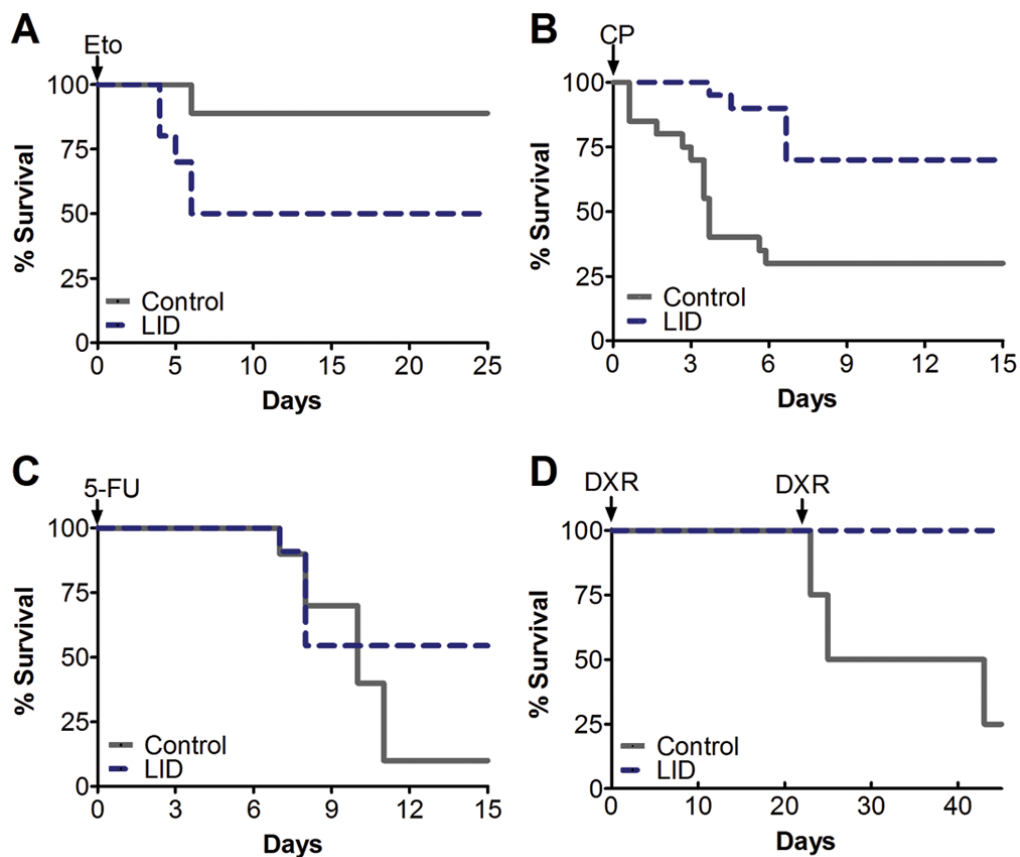 A
Eto
% Survival
100
75
50
25
0
Control
LID
0 5 10 15 20 25
Days
B
CP
% Survival
100
75
50
25
0
Control
LID
0 3 6 9 12 15
Days
C
5-FU
% Survival
100
75
50
25
0
Control
LID
0 3 6 9 12 15
Days
D
DXR DXR
% Survival
100
75
50
25
0
Control
LID
0 10 20 30 40
Days